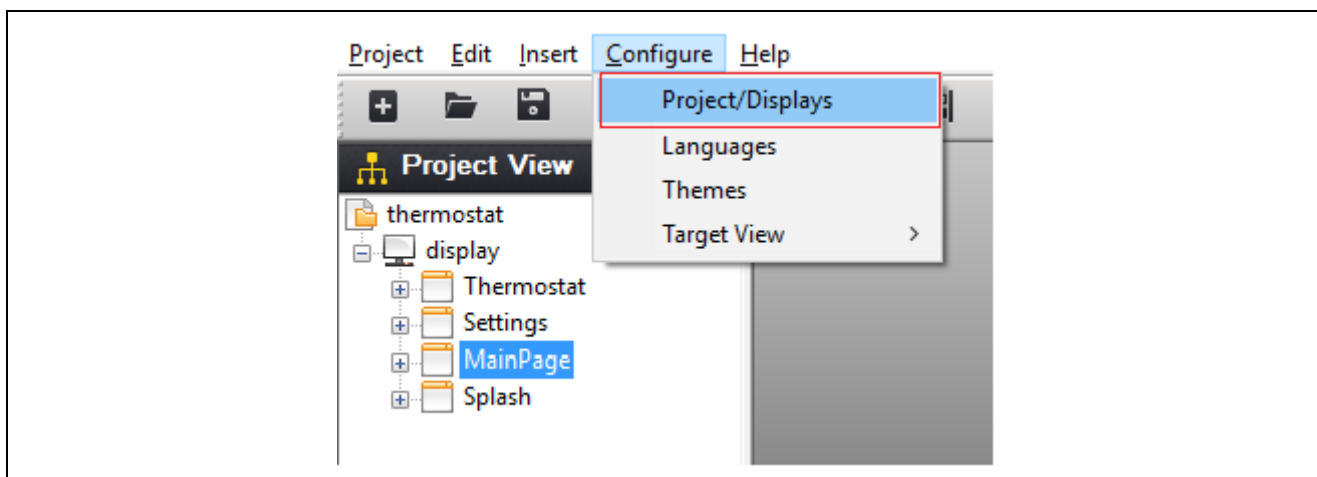 Project Edit Insert Configure Help
Project/Displays
Languages
Themes
Target View
Project View
thermostat
display
Thermostat
Settings
MainPage
Splash